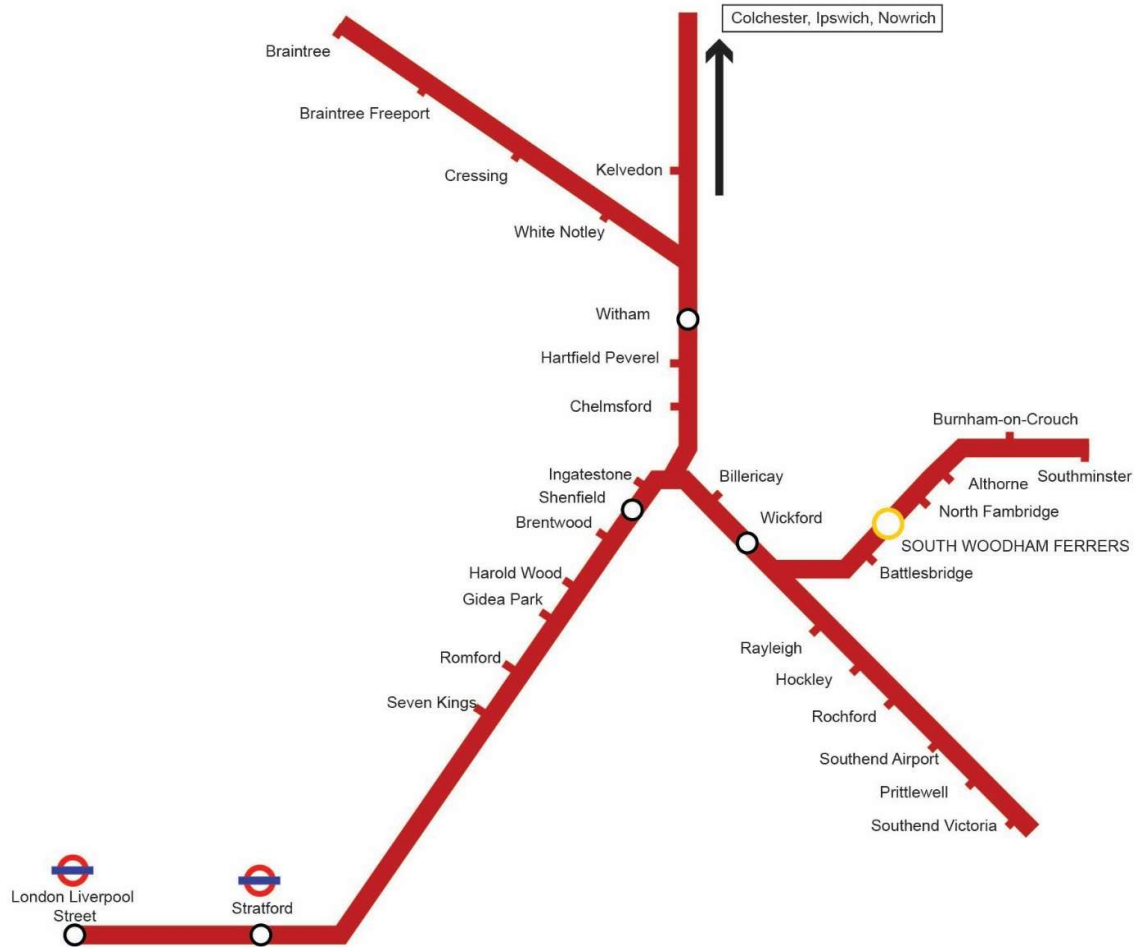 Colchester, Ipswich, Nowrich
Braintree
Braintree Freeport
Kelvedon
Cressing
White Notley
Witham
Hartfield Peverel
Chelmsford
Burnham-on-Crouch
Ingatestone
Billericay
Southminster
Shenfield
Althorne
Brentwood
Wickford
North Fambridge
SOUTH WOODHAM FERRERS
Harold Wood
Battlesbridge
Gidea Park
Rayleigh
Romford
Hockley
Seven Kings
Rochford
Southend Airport
Prittlewell
Southend Victoria
London Liverpool
Street
Stratford